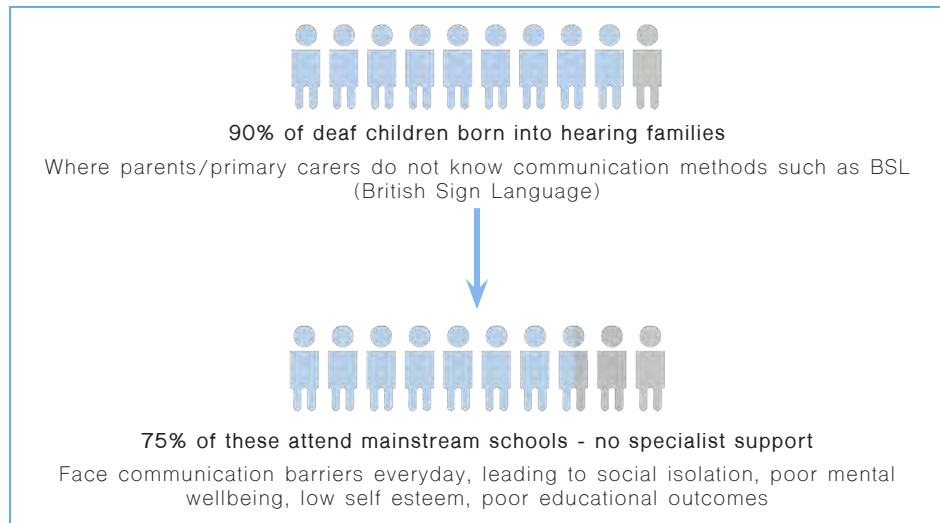 90% of deaf children born into hearing families
Where parents/primary carers do not know communication methods such as BSL
(British Sign Language)
75% of these attend mainstream schools - no specialist support
Face communication barriers everyday, leading to social isolation, poor mental
wellbeing, low self esteem, poor educational outcomes